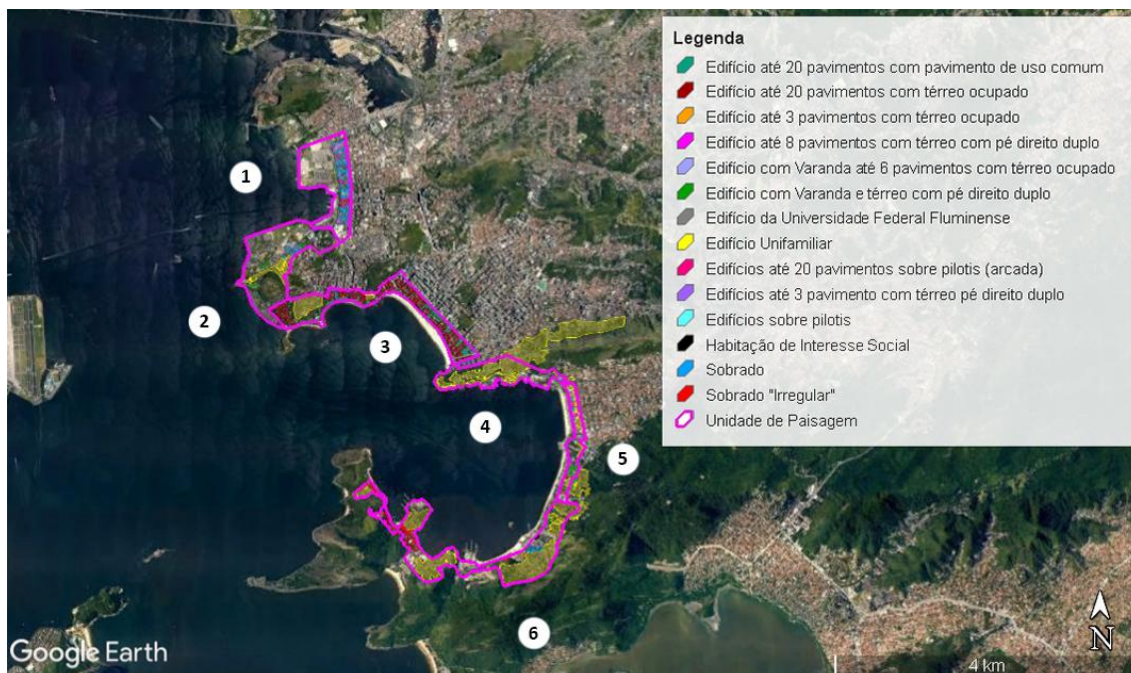 Legenda
Edifício até 20 pavimentos com pavimento de uso comum
Edifício até 20 pavimentos com térreo ocupado
Edifício até 3 pavimentos com térreo ocupado
Edifício até 8 pavimentos com térreo com pé direito duplo
Edifício com Varanda até 6 pavimentos com térreo ocupado
Edifício com Varanda e térreo com pé direito duplo
Edifício da Universidade Federal Fluminense
Edifício Unifamiliar
Edifícios até 20 pavimentos sobre pilotis (arcada)
Edifícios até 3 pavimento com térreo pé direito duplo
Edifícios sobre pilotis
Habitação de Interesse Social
Sobrado
Sobrado "Irregular"
Unidade de Paisagem
1
2
3
4
5
6
N
Google Earth
4 km